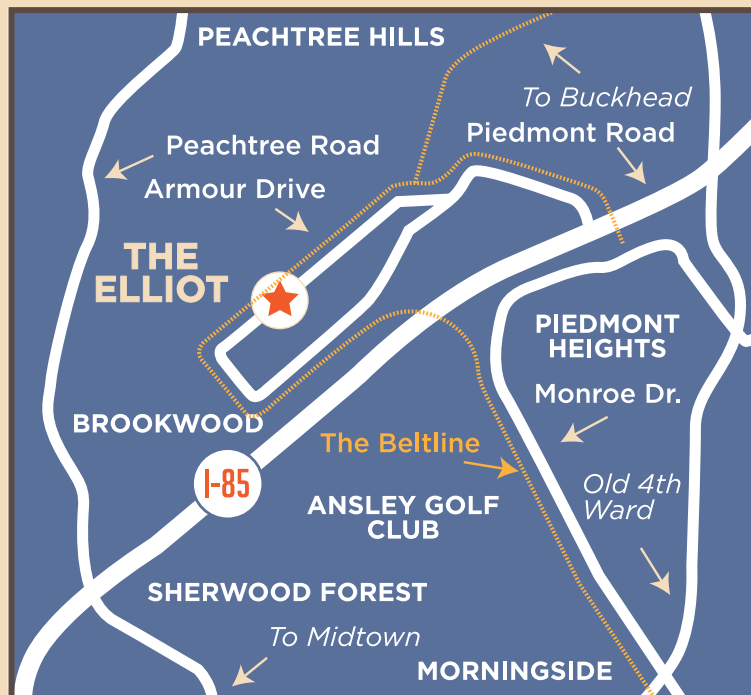 PEACHTREE HILLS
To Buckhead
Piedmont Road
Peachtree Road
Armour Drive
THE
ELLIOT
PIEDMONT
HEIGHTS
Monroe Dr.
BROOKWOOD
The Beltline
I-85
Old 4th
Ward
ANSLEY GOLF
CLUB
SHERWOOD FOREST
To Midtown
MORNINGSIDE